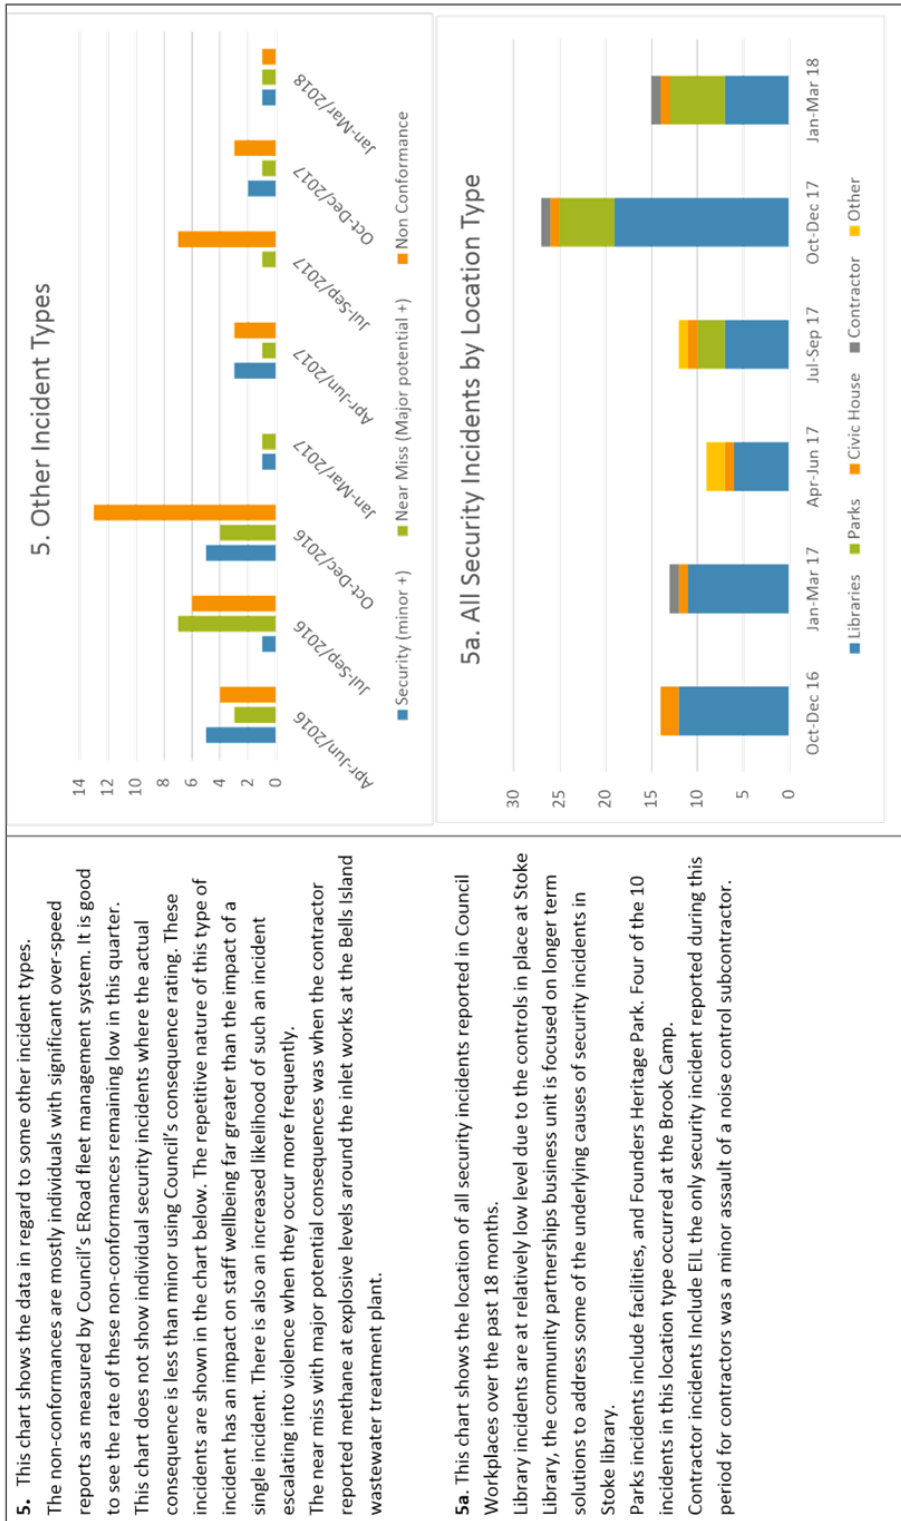 5. This chart shows the data in regard to some other incident types.
The non-conformances are mostly individuals with significant over-speed
reports as measured by Council's ERoad fleet management system. It is good
to see the rate of these non-conformances remaining low in this quarter.
This chart does not show individual security incidents where the actual
consequence is less than minor using Council's consequence rating. These
incidents are shown in the chart below. The repetitive nature of this type of
incident has an impact on staff wellbeing far greater than the impact of a
single incident. There is also an increased likelihood of such an incident
escalating into violence when they occur more frequently.
The near miss with major potential consequences was when the contractor
reported methane at explosive levels around the inlet works at the Bells Island
wastewater treatment plant.
5. Other Incident Types
14
12
10
8
6
4
2
0
Apr-Jun/2016
Jul-Sep/2016
Oct-Dec/2016
Jan-Mar/2017
Apr-Jun/2017
Jul-Sep/2017
Oct-Dec/2017
Jan-Mar/2018
Security (minor +) Near Miss (Major potential +) Non Conformance
5a. This chart shows the location of all security incidents reported in Council
Workplaces over the past 18 months.
Library incidents are at relatively low level due to the controls in place at Stoke
Library, the community partnerships business unit is focused on longer term
solutions to address some of the underlying causes of security incidents in
Stoke library.
Parks incidents include facilities, and Founders Heritage Park. Four of the 10
incidents in this location type occurred at the Brook Camp.
Contractor incidents Include EIL the only security incident reported during this
period for contractors was a minor assault of a noise control subcontractor.
5a. All Security Incidents by Location Type
30
25
20
15
10
5
0
Oct-Dec 16 Jan-Mar 17 Apr-Jun 17 Jul-Sep 17 Oct-Dec 17 Jan-Mar 18
Libraries Parks Civic House Contractor Other